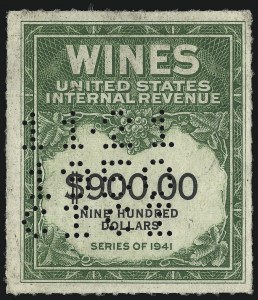 WINES
UNITED STATES
INTERNAL REVENUE
$900.00
NINE HUNDRED
DOLLARS
SERIES OF 1941